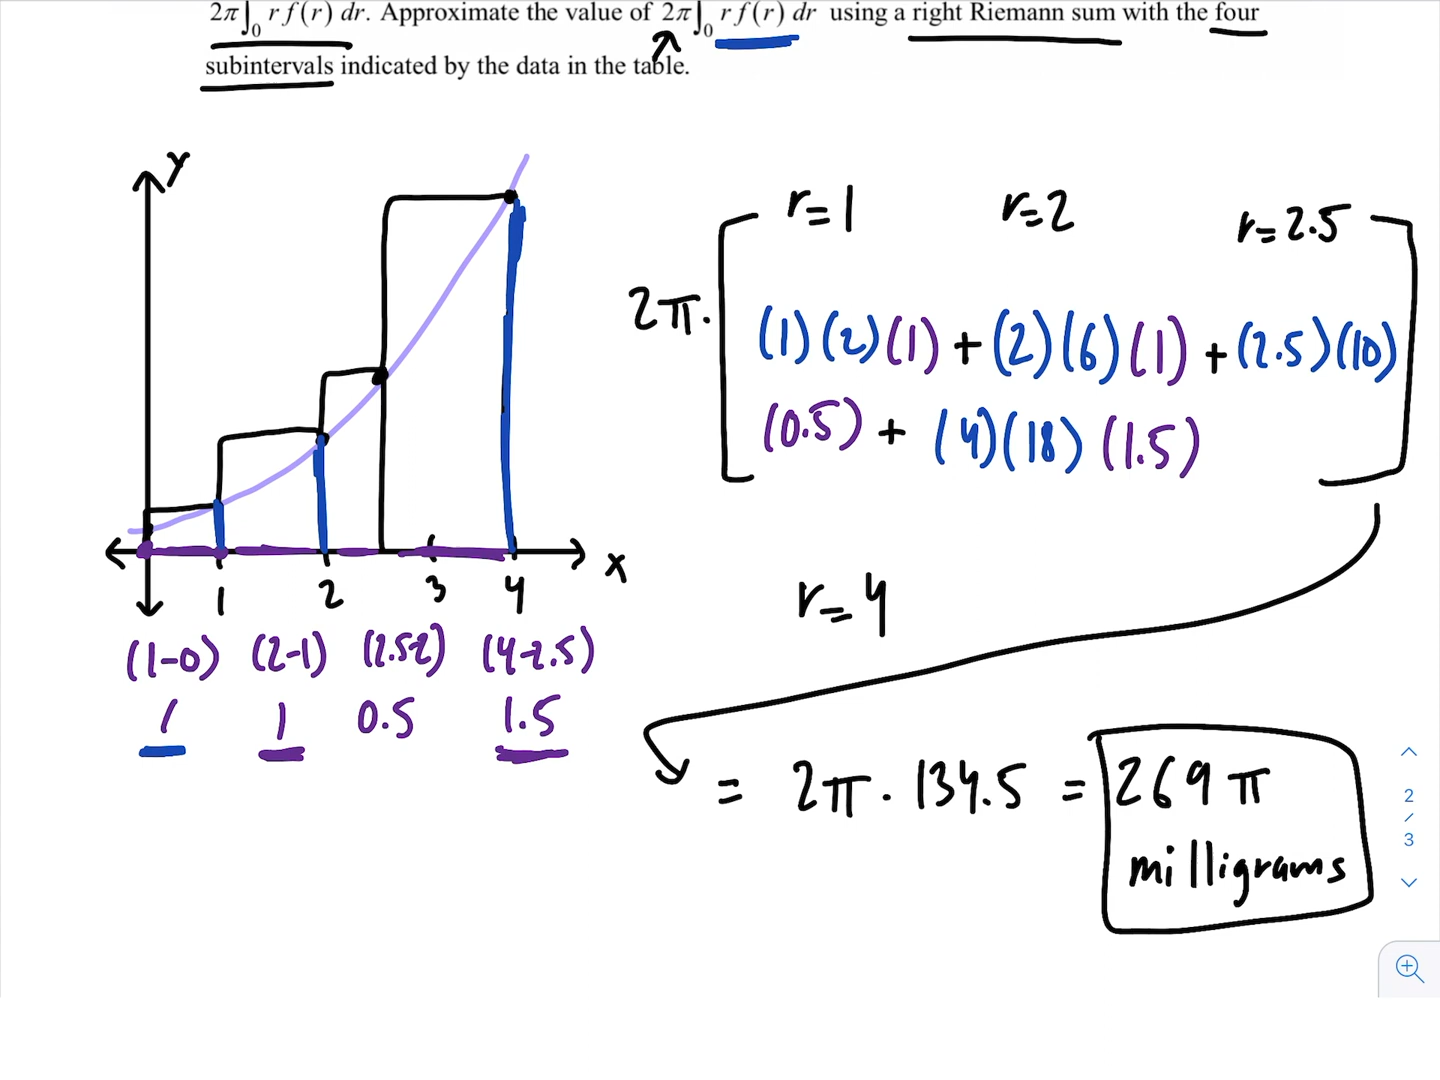 2π∫₀ r f(r) dr. Approximate the value of 2π∫₀ r f(r) dr using a right Riemann sum with the four
subintervals indicated by the data in the table.
y
r=1 r=2 r=2.5
2π·
(1)(2)(1) + (2)(6)(1) + (2.5)(10)
(0.5) + (4)(18)(1.5)
x
1 2 3 4
r=4
(1-0) (2-1) (2.5-2) (4-2.5)
1 1 0.5 1.5
= 2π · 134.5 = 269π
milligrams
2
/
3